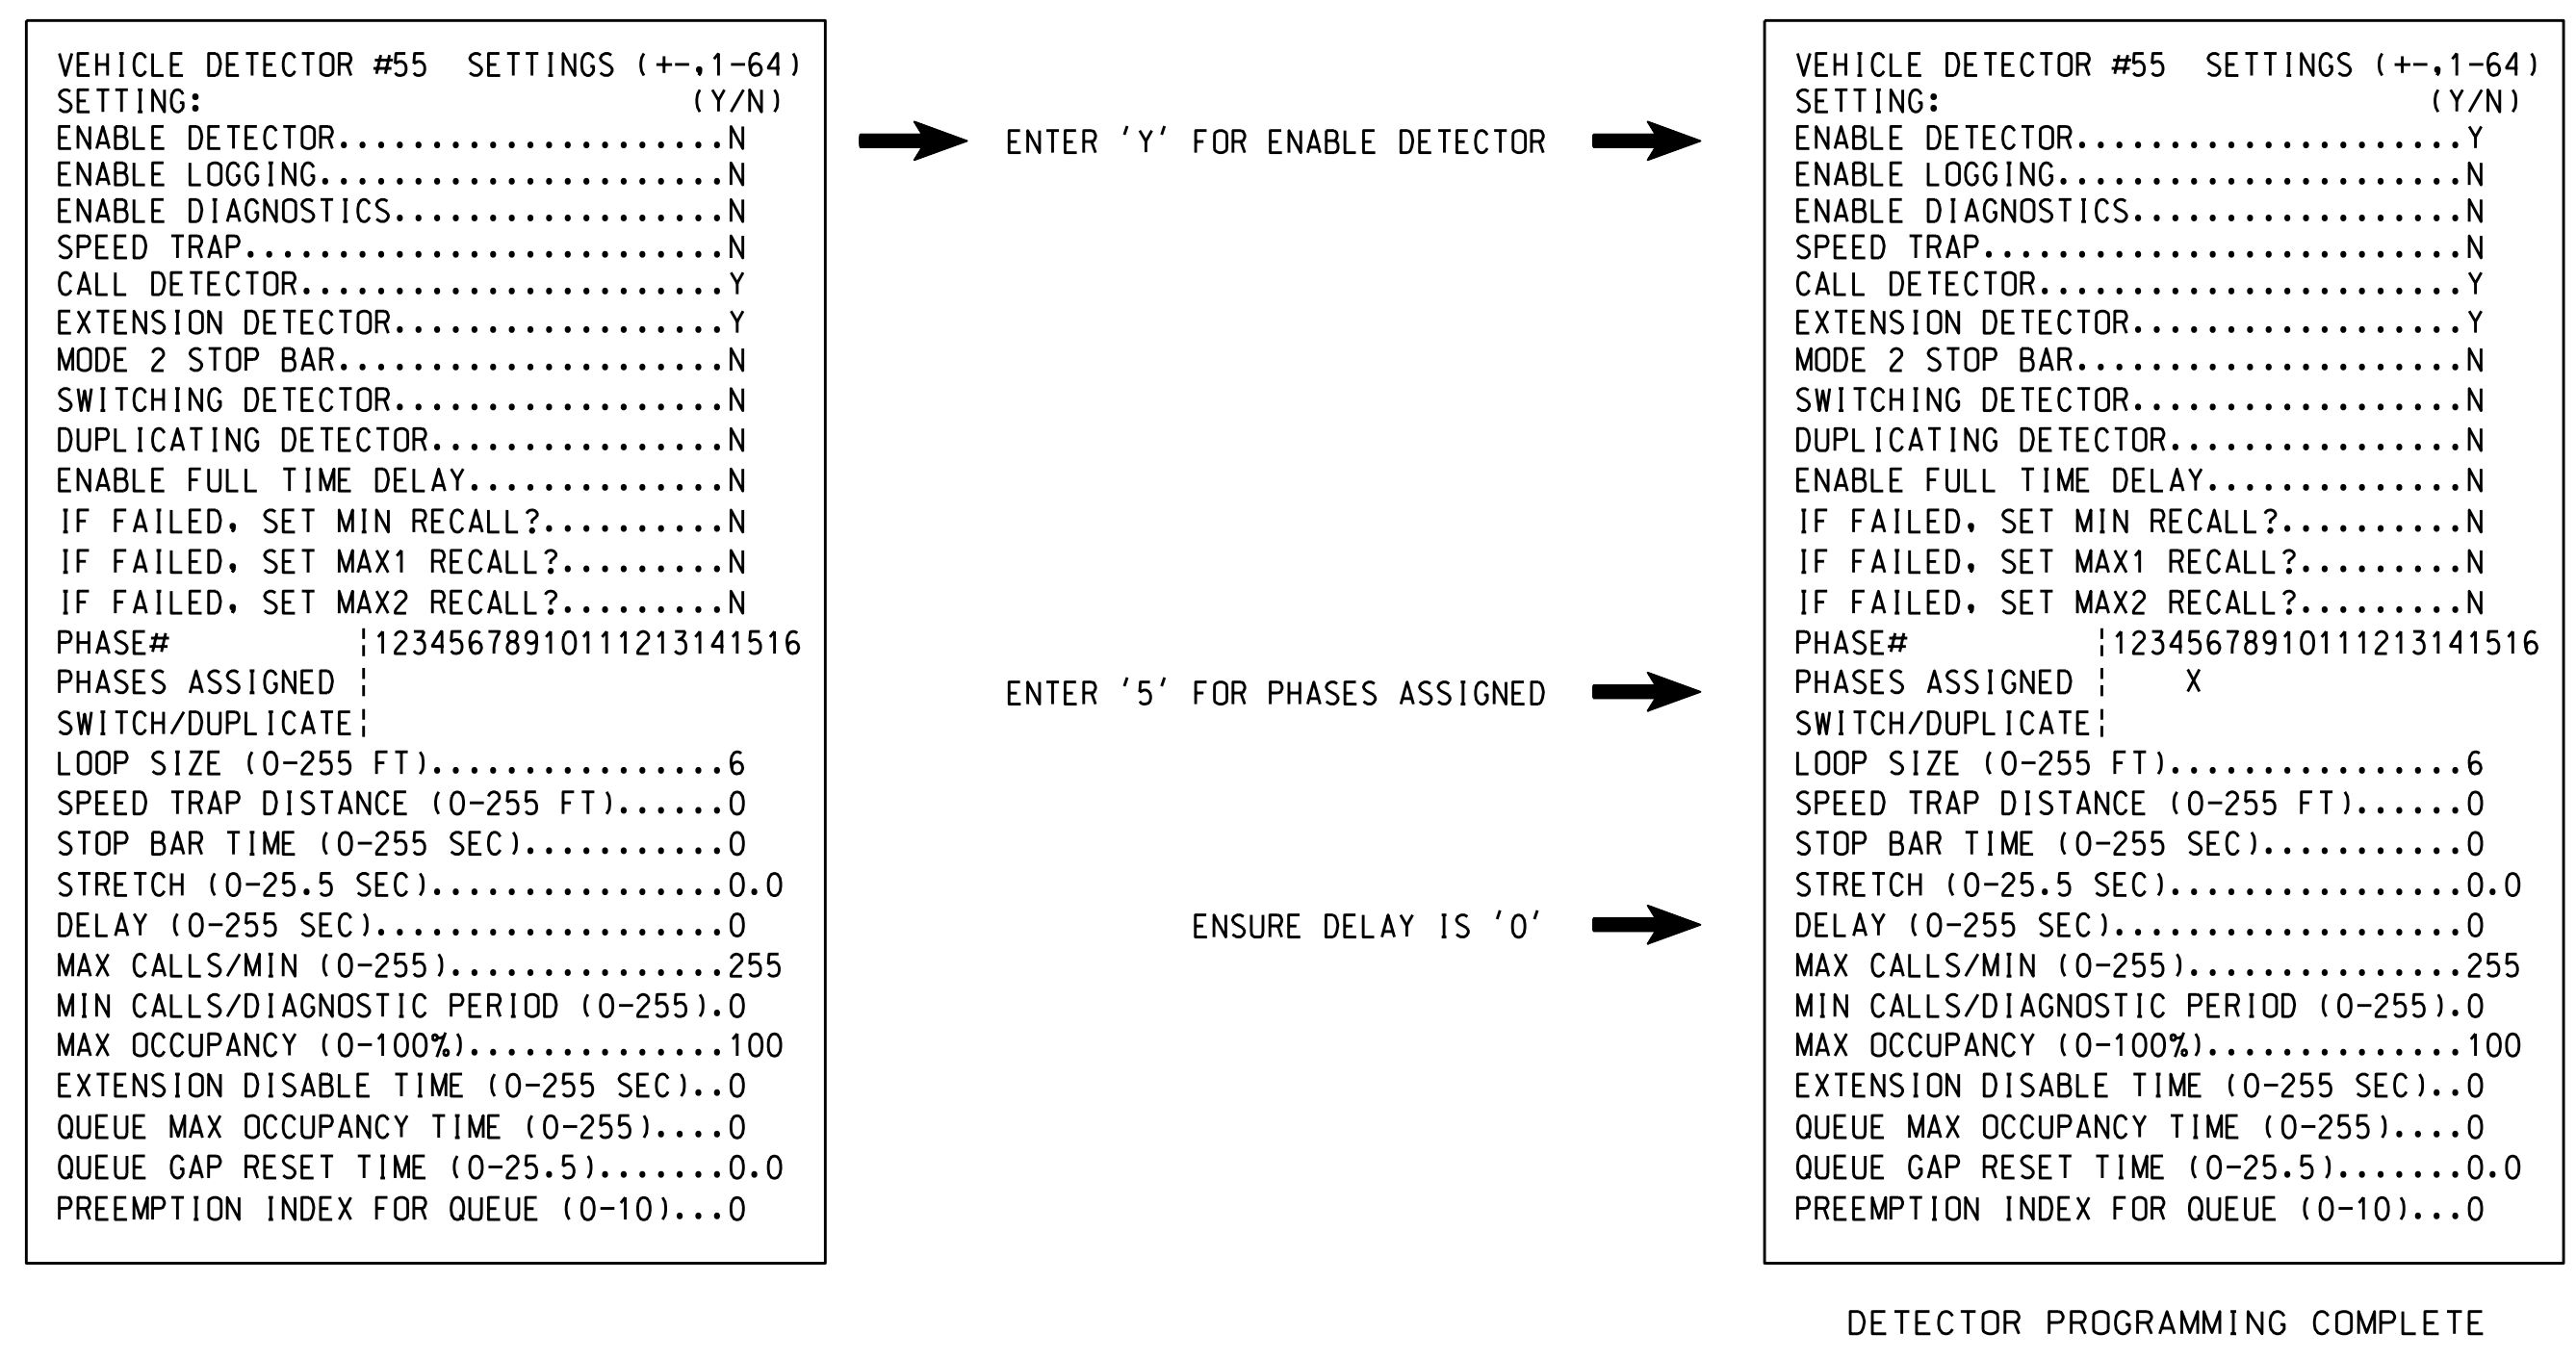 VEHICLE DETECTOR #55  SETTINGS (+-,1-64)
SETTING: (Y/N)
ENABLE DETECTOR.....................N
ENABLE LOGGING......................N
ENABLE DIAGNOSTICS..................N
SPEED TRAP..........................N
CALL DETECTOR.......................Y
EXTENSION DETECTOR..................Y
MODE 2 STOP BAR.....................N
SWITCHING DETECTOR..................N
DUPLICATING DETECTOR................N
ENABLE FULL TIME DELAY..............N
IF FAILED, SET MIN RECALL?..........N
IF FAILED, SET MAX1 RECALL?.........N
IF FAILED, SET MAX2 RECALL?.........N
PHASE# ¦12345678910111213141516
PHASES ASSIGNED ¦
SWITCH/DUPLICATE¦
LOOP SIZE (0-255 FT)................6
SPEED TRAP DISTANCE (0-255 FT)......0
STOP BAR TIME (0-255 SEC)...........0
STRETCH (0-25.5 SEC)................0.0
DELAY (0-255 SEC)...................0
MAX CALLS/MIN (0-255)...............255
MIN CALLS/DIAGNOSTIC PERIOD (0-255).0
MAX OCCUPANCY (0-100%)..............100
EXTENSION DISABLE TIME (0-255 SEC)..0
QUEUE MAX OCCUPANCY TIME (0-255)....0
QUEUE GAP RESET TIME (0-25.5).......0.0
PREEMPTION INDEX FOR QUEUE (0-10)...0
ENTER 'Y' FOR ENABLE DETECTOR
ENTER '5' FOR PHASES ASSIGNED
ENSURE DELAY IS '0'
VEHICLE DETECTOR #55  SETTINGS (+-,1-64)
SETTING: (Y/N)
ENABLE DETECTOR.....................Y
ENABLE LOGGING......................N
ENABLE DIAGNOSTICS..................N
SPEED TRAP..........................N
CALL DETECTOR.......................Y
EXTENSION DETECTOR..................Y
MODE 2 STOP BAR.....................N
SWITCHING DETECTOR..................N
DUPLICATING DETECTOR................N
ENABLE FULL TIME DELAY..............N
IF FAILED, SET MIN RECALL?..........N
IF FAILED, SET MAX1 RECALL?.........N
IF FAILED, SET MAX2 RECALL?.........N
PHASE# ¦12345678910111213141516
PHASES ASSIGNED ¦    X
SWITCH/DUPLICATE¦
LOOP SIZE (0-255 FT)................6
SPEED TRAP DISTANCE (0-255 FT)......0
STOP BAR TIME (0-255 SEC)...........0
STRETCH (0-25.5 SEC)................0.0
DELAY (0-255 SEC)...................0
MAX CALLS/MIN (0-255)...............255
MIN CALLS/DIAGNOSTIC PERIOD (0-255).0
MAX OCCUPANCY (0-100%)..............100
EXTENSION DISABLE TIME (0-255 SEC)..0
QUEUE MAX OCCUPANCY TIME (0-255)....0
QUEUE GAP RESET TIME (0-25.5).......0.0
PREEMPTION INDEX FOR QUEUE (0-10)...0
DETECTOR PROGRAMMING COMPLETE